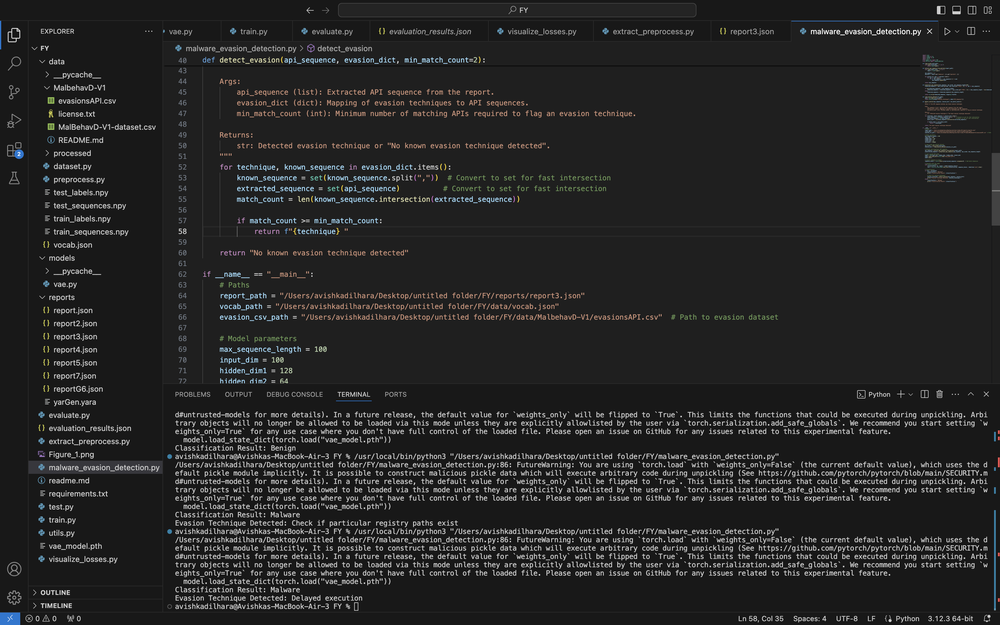 FY
EXPLORER
FY
data
__pycache__
MalbehavD-V1
evasionsAPI.csv
license.txt
MalBehavD-V1-dataset.csv
README.md
processed
dataset.py
preprocess.py
test_labels.npy
test_sequences.npy
train_labels.npy
train_sequences.npy
vocab.json
models
__pycache__
vae.py
reports
report.json
report2.json
report3.json
report4.json
report5.json
report7.json
reportG6.json
yarGen.yara
evaluate.py
evaluation_results.json
extract_preprocess.py
Figure_1.png
malware_evasion_detection.py
readme.md
requirements.txt
test.py
train.py
utils.py
vae_model.pth
visualize_losses.py
OUTLINE
TIMELINE
2
vae.py train.py evaluate.py evaluation_results.json visualize_losses.py extract_preprocess.py report3.json malware_evasion_detection.py
malware_evasion_detection.py > detect_evasion
40 def detect_evasion(api_sequence, evasion_dict, min_match_count=2):
43
44 Args:
45 api_sequence (list): Extracted API sequence from the report.
46 evasion_dict (dict): Mapping of evasion techniques to API sequences.
47 min_match_count (int): Minimum number of matching APIs required to flag an evasion technique.
48
49 Returns:
50 str: Detected evasion technique or "No known evasion technique detected".
51 """
52 for technique, known_sequence in evasion_dict.items():
53 known_sequence = set(known_sequence.split(",")) # Convert to set for fast intersection
54 extracted_sequence = set(api_sequence) # Convert to set for fast intersection
55 match_count = len(known_sequence.intersection(extracted_sequence))
56
57 if match_count >= min_match_count:
58 return f"{technique} "
59
60 return "No known evasion technique detected"
61
62 if __name__ == "__main__":
63 # Paths
64 report_path = "/Users/avishkadilhara/Desktop/untitled folder/FY/reports/report3.json"
65 vocab_path = "/Users/avishkadilhara/Desktop/untitled folder/FY/data/vocab.json"
66 evasion_csv_path = "/Users/avishkadilhara/Desktop/untitled folder/FY/data/MalbehavD-V1/evasionsAPI.csv" # Path to evasion dataset
67
68 # Model parameters
69 max_sequence_length = 100
70 input_dim = 100
71 hidden_dim1 = 128
72 hidden_dim2 = 64
PROBLEMS OUTPUT DEBUG CONSOLE TERMINAL PORTS Python
d#untrusted-models for more details). In a future release, the default value for `weights_only` will be flipped to `True`. This limits the functions that could be executed during unpickling. Arbi
trary objects will no longer be allowed to be loaded via this mode unless they are explicitly allowlisted by the user via `torch.serialization.add_safe_globals`. We recommend you start setting `w
eights_only=True` for any use case where you don't have full control of the loaded file. Please open an issue on GitHub for any issues related to this experimental feature.
model.load_state_dict(torch.load("vae_model.pth"))
Classification Result: Benign
avishkadilhara@Avishkas-MacBook-Air-3 FY % /usr/local/bin/python3 "/Users/avishkadilhara/Desktop/untitled folder/FY/malware_evasion_detection.py"
/Users/avishkadilhara/Desktop/untitled folder/FY/malware_evasion_detection.py:86: FutureWarning: You are using `torch.load` with `weights_only=False` (the current default value), which uses the d
efault pickle module implicitly. It is possible to construct malicious pickle data which will execute arbitrary code during unpickling (See https://github.com/pytorch/pytorch/blob/main/SECURITY.m
d#untrusted-models for more details). In a future release, the default value for `weights_only` will be flipped to `True`. This limits the functions that could be executed during unpickling. Arbi
trary objects will no longer be allowed to be loaded via this mode unless they are explicitly allowlisted by the user via `torch.serialization.add_safe_globals`. We recommend you start setting `w
eights_only=True` for any use case where you don't have full control of the loaded file. Please open an issue on GitHub for any issues related to this experimental feature.
model.load_state_dict(torch.load("vae_model.pth"))
Classification Result: Malware
Evasion Technique Detected: Check if particular registry paths exist
avishkadilhara@Avishkas-MacBook-Air-3 FY % /usr/local/bin/python3 "/Users/avishkadilhara/Desktop/untitled folder/FY/malware_evasion_detection.py"
/Users/avishkadilhara/Desktop/untitled folder/FY/malware_evasion_detection.py:86: FutureWarning: You are using `torch.load` with `weights_only=False` (the current default value), which uses the d
efault pickle module implicitly. It is possible to construct malicious pickle data which will execute arbitrary code during unpickling (See https://github.com/pytorch/pytorch/blob/main/SECURITY.m
d#untrusted-models for more details). In a future release, the default value for `weights_only` will be flipped to `True`. This limits the functions that could be executed during unpickling. Arbi
trary objects will no longer be allowed to be loaded via this mode unless they are explicitly allowlisted by the user via `torch.serialization.add_safe_globals`. We recommend you start setting `w
eights_only=True` for any use case where you don't have full control of the loaded file. Please open an issue on GitHub for any issues related to this experimental feature.
model.load_state_dict(torch.load("vae_model.pth"))
Classification Result: Malware
Evasion Technique Detected: Delayed execution
avishkadilhara@Avishkas-MacBook-Air-3 FY %
0 0 0 Ln 58, Col 35 Spaces: 4 UTF-8 LF Python 3.12.3 64-bit